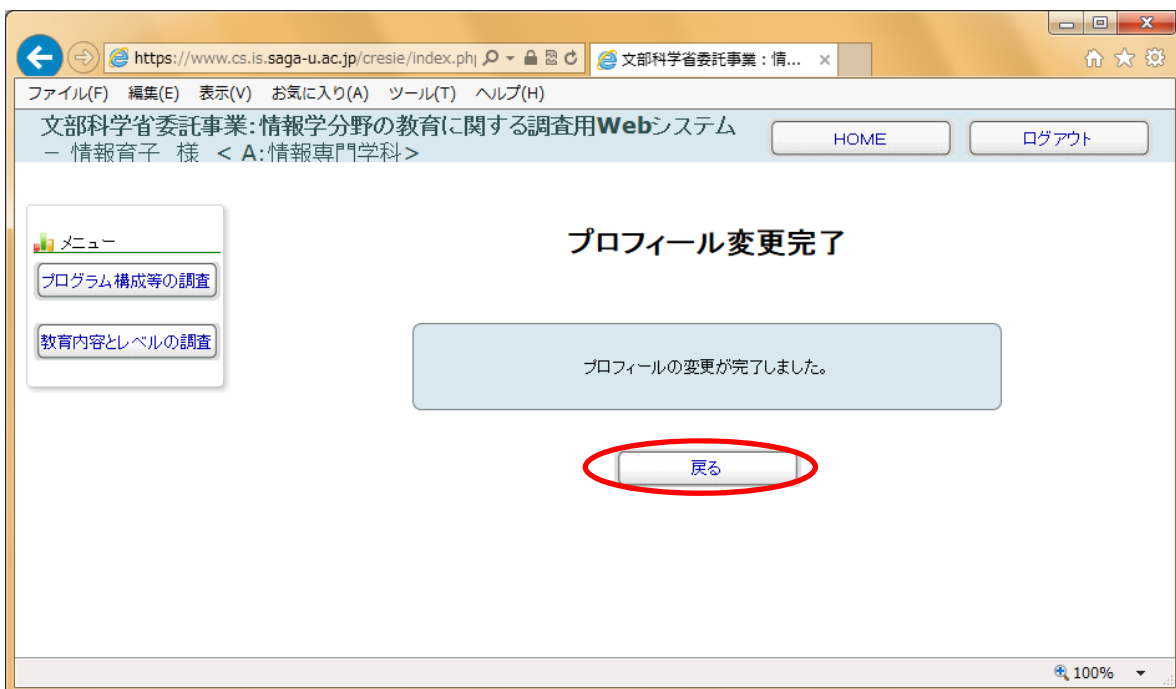 https://www.cs.is.saga-u.ac.jp/cresie/index.ph
文部科学省委託事業：情...
ファイル(F) 編集(E) 表示(V) お気に入り(A) ツール(T) ヘルプ(H)
文部科学省委託事業:情報学分野の教育に関する調査用Webシステム
HOME
ログアウト
－ 情報育子 様 < A:情報専門学科>
メニュー
プロフィール変更完了
プログラム構成等の調査
教育内容とレベルの調査
プロフィールの変更が完了しました。
戻る
100%